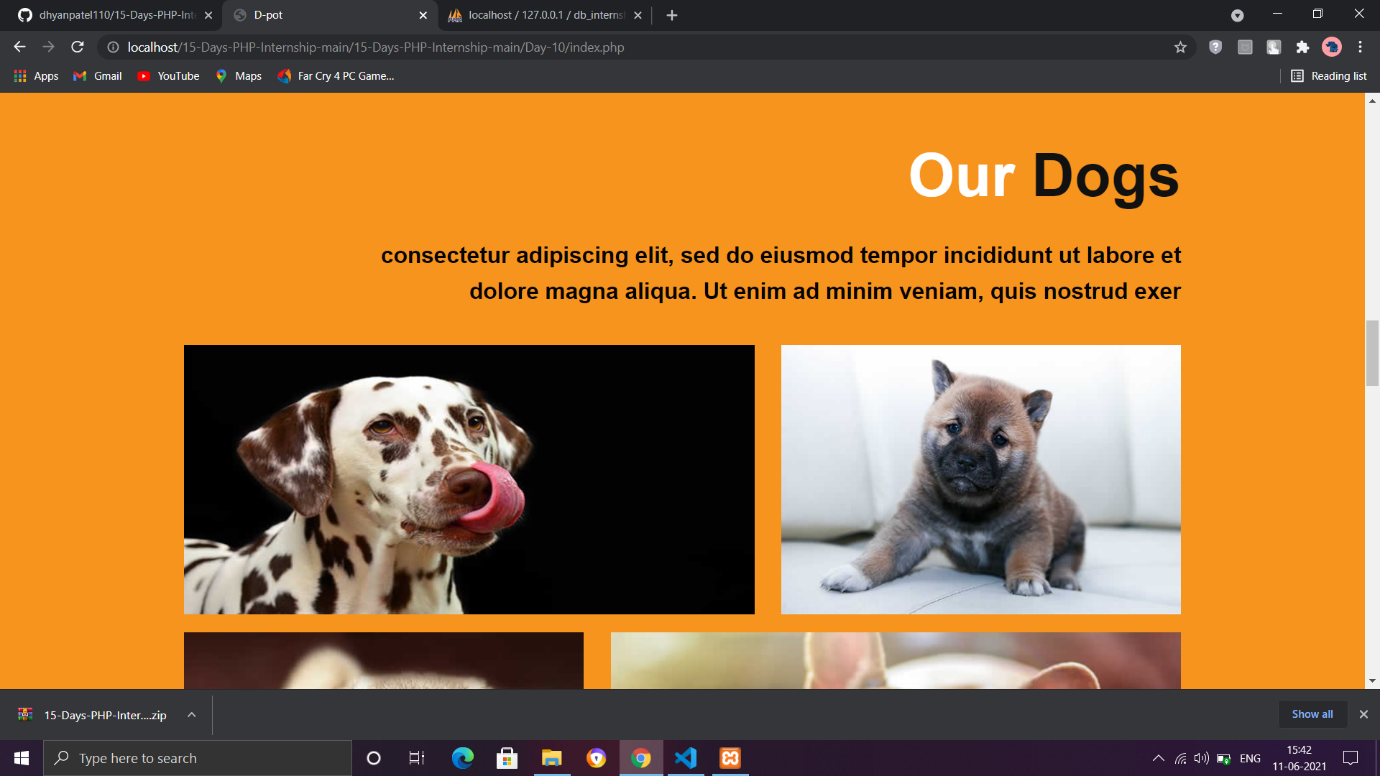 dhyanpatel110/15-Days-PHP-Int
D-pot
localhost / 127.0.0.1 / db_interns
localhost/15-Days-PHP-Internship-main/15-Days-PHP-Internship-main/Day-10/index.php
Apps
Gmail
YouTube
Maps
Far Cry 4 PC Game...
Reading list
Our Dogs
consectetur adipiscing elit, sed do eiusmod tempor incididunt ut labore et
dolore magna aliqua. Ut enim ad minim veniam, quis nostrud exer
15-Days-PHP-Inter....zip
Show all
Type here to search
ENG
15:42
11-06-2021